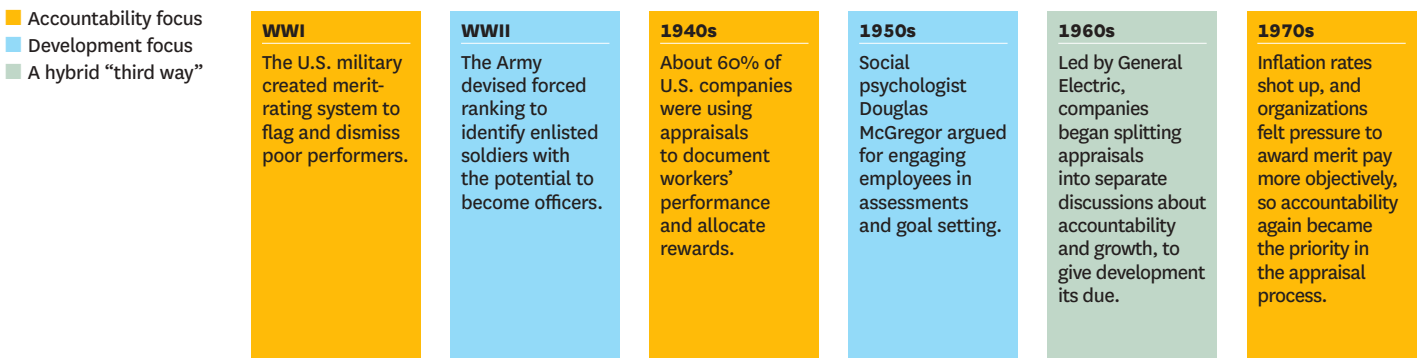 Accountability focus
Development focus
A hybrid “third way”
WWI
The U.S. military
created merit-
rating system to
flag and dismiss
poor performers.
WWII
The Army
devised forced
ranking to
identify enlisted
soldiers with
the potential to
become officers.
1940s
About 60% of
U.S. companies
were using
appraisals
to document
workers’
performance
and allocate
rewards.
1950s
Social
psychologist
Douglas
McGregor argued
for engaging
employees in
assessments
and goal setting.
1960s
Led by General
Electric,
companies
began splitting
appraisals
into separate
discussions about
accountability
and growth, to
give development
its due.
1970s
Inflation rates
shot up, and
organizations
felt pressure to
award merit pay
more objectively,
so accountability
again became
the priority in
the appraisal
process.